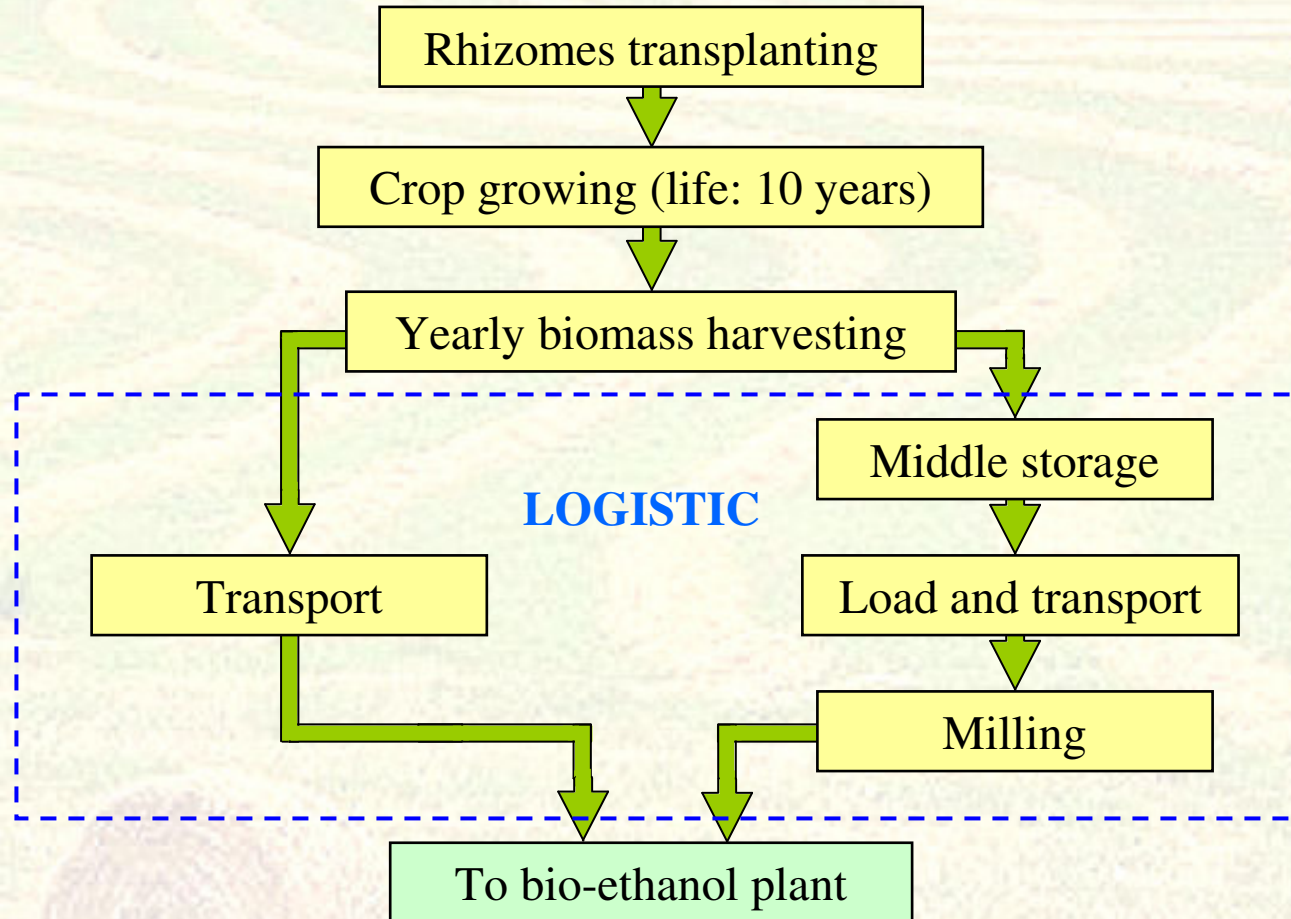 Rhizomes transplanting
Crop growing (life: 10 years)
Yearly biomass harvesting
Middle storage
LOGISTIC
Transport
Load and transport
Milling
To bio-ethanol plant